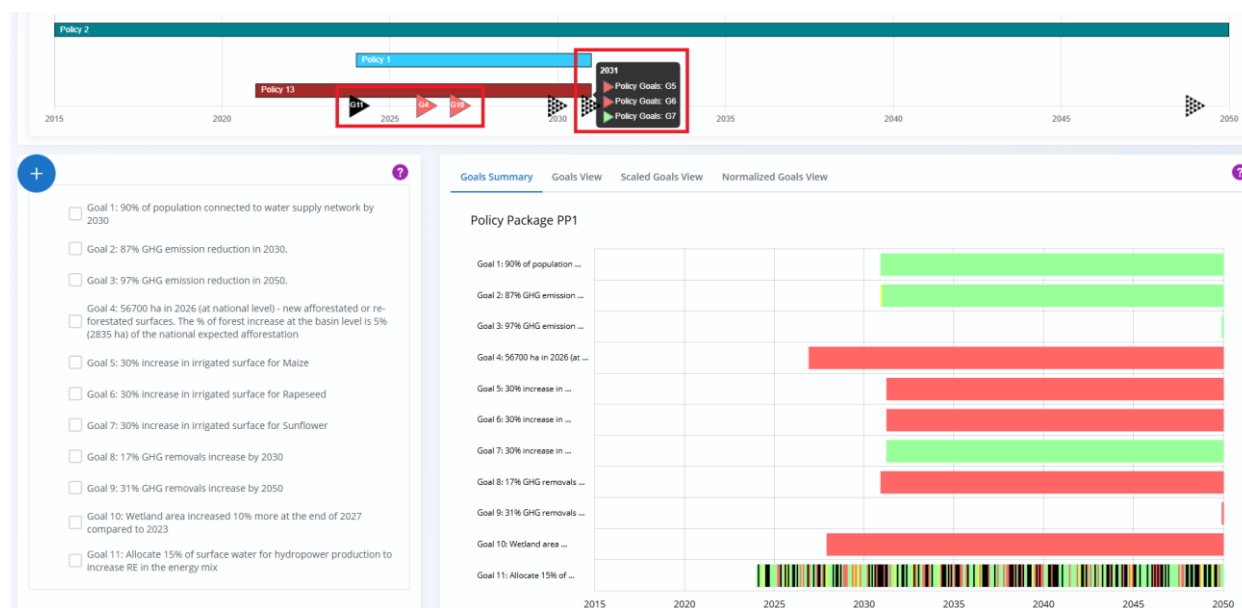 Policy 2
Policy 1
Policy 13
2031
Policy Goals: G5
Policy Goals: G6
Policy Goals: G7
G11
G4
G10
2015
2020
2025
2030
2035
2040
2045
2050
+
?
Goal 1: 90% of population connected to water supply network by
2030
Goal 2: 87% GHG emission reduction in 2030.
Goal 3: 97% GHG emission reduction in 2050.
Goal 4: 56700 ha in 2026 (at national level) - new afforestated or re-
forestated surfaces. The % of forest increase at the basin level is 5%
(2835 ha) of the national expected afforestation
Goal 5: 30% increase in irrigated surface for Maize
Goal 6: 30% increase in irrigated surface for Rapeseed
Goal 7: 30% increase in irrigated surface for Sunflower
Goal 8: 17% GHG removals increase by 2030
Goal 9: 31% GHG removals increase by 2050
Goal 10: Wetland area increased 10% more at the end of 2027
compared to 2023
Goal 11: Allocate 15% of surface water for hydropower production to
increase RE in the energy mix
Goals Summary Goals View Scaled Goals View Normalized Goals View
?
Policy Package PP1
Goal 1: 90% of population ...
Goal 2: 87% GHG emission ...
Goal 3: 97% GHG emission ...
Goal 4: 56700 ha in 2026 (at ...
Goal 5: 30% increase in ...
Goal 6: 30% increase in ...
Goal 7: 30% increase in ...
Goal 8: 17% GHG removals ...
Goal 9: 31% GHG removals ...
Goal 10: Wetland area ...
Goal 11: Allocate 15% of ...
2015
2020
2025
2030
2035
2040
2045
2050